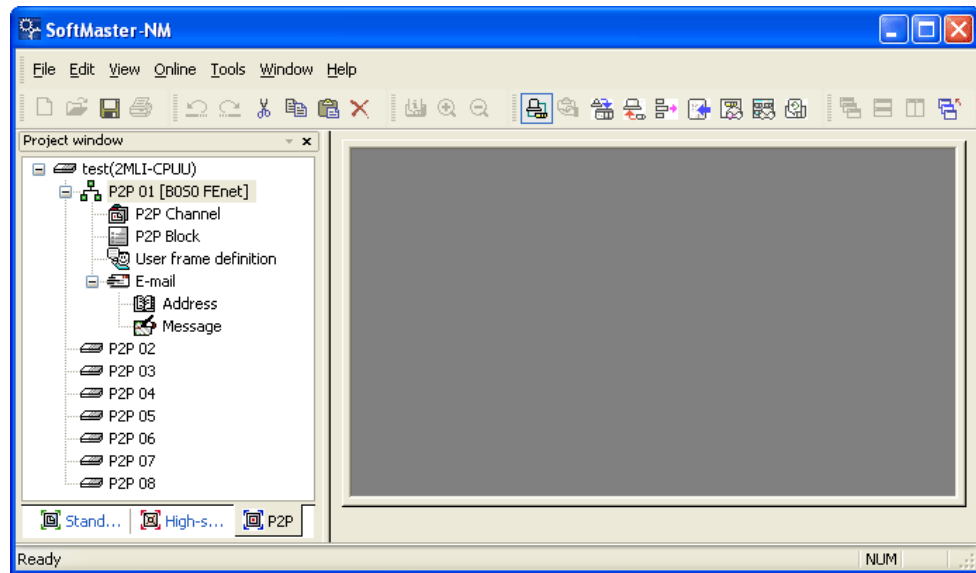 SoftMaster-NM
File Edit View Online Tools Window Help
Project window
test(2MLI-CPUU)
P2P 01 [B0S0 FEnet]
P2P Channel
P2P Block
User frame definition
E-mail
Address
Message
P2P 02
P2P 03
P2P 04
P2P 05
P2P 06
P2P 07
P2P 08
Stand... High-s... P2P
Ready NUM